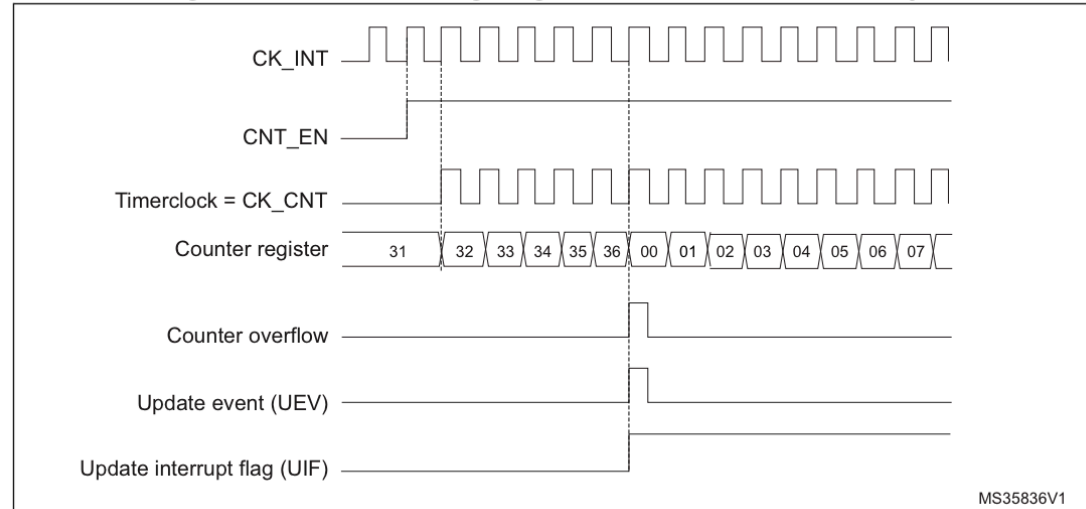 CK_INT
CNT_EN
Timerclock = CK_CNT
Counter register 31 32 33 34 35 36 00 01 02 03 04 05 06 07
Counter overflow
Update event (UEV)
Update interrupt flag (UIF)
MS35836V1